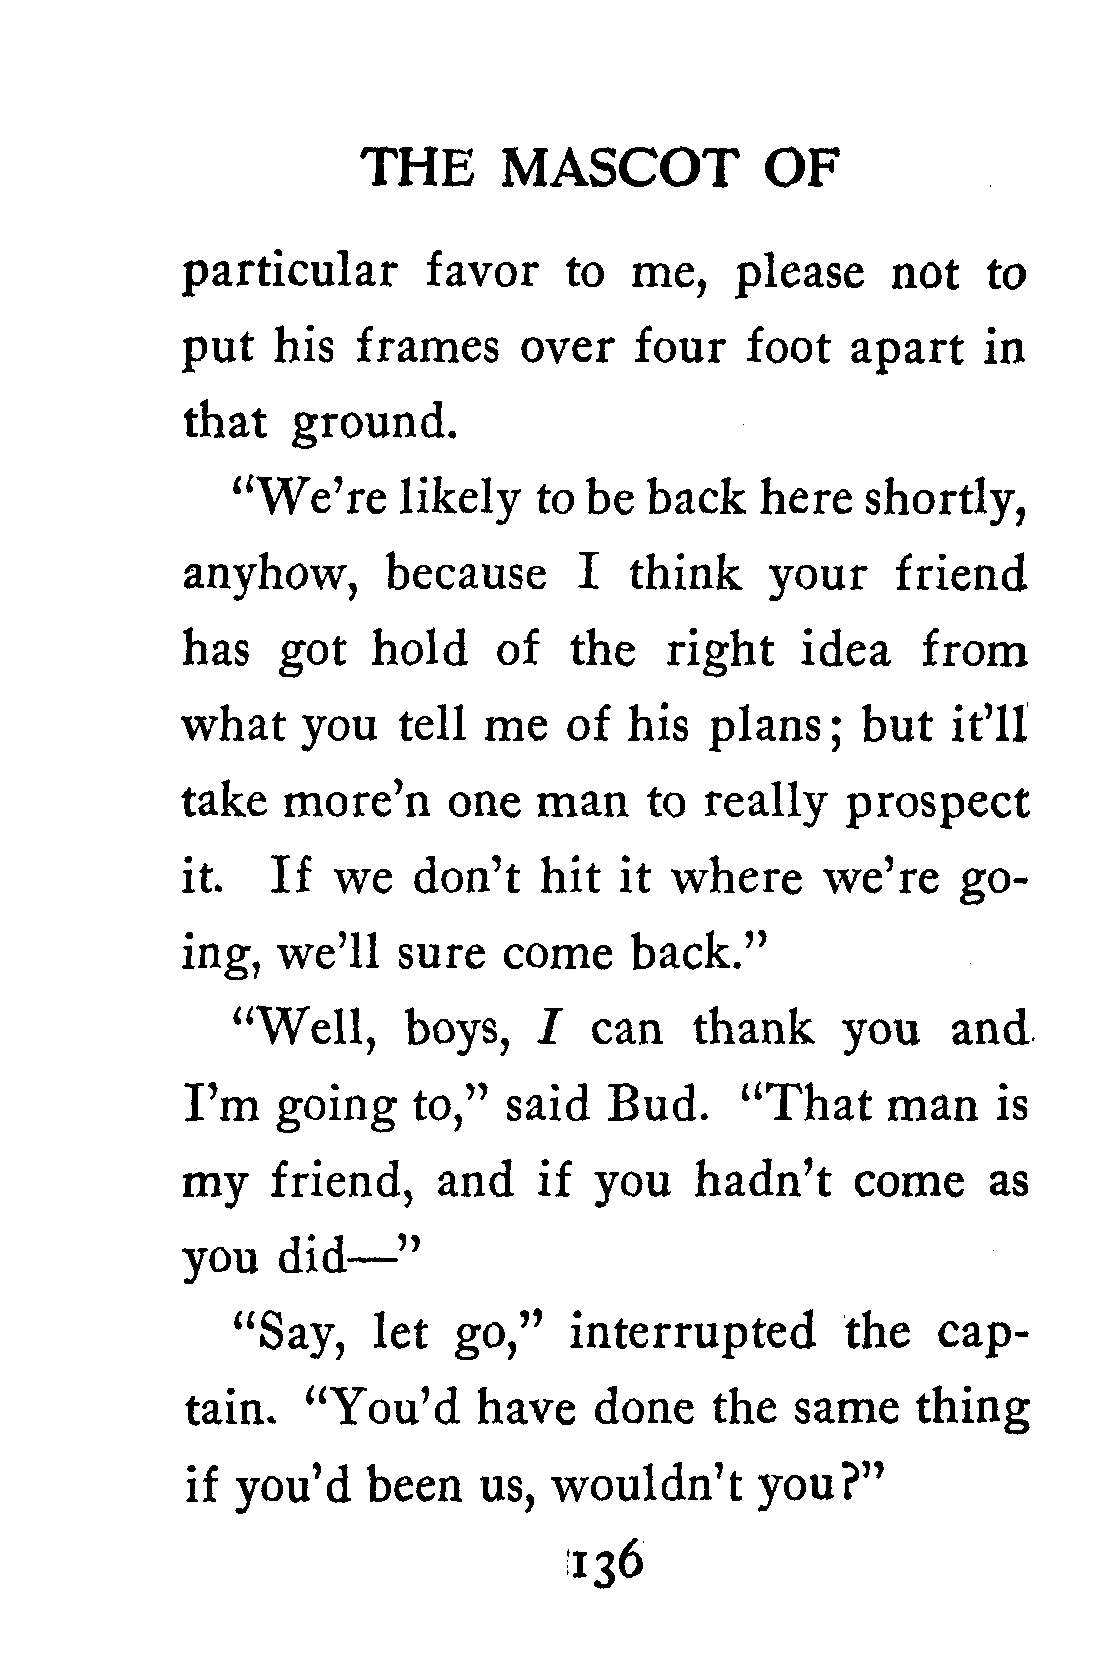 THE MASCOT OF
particular favor to me, please not to
put his frames over four foot apart in
that ground.
“We’re likely to be back here shortly,
anyhow, because I think your friend
has got hold of the right idea from
what you tell me of his plans; but it’ll
take more’n one man to really prospect
it. If we don’t hit it where we’re go-
ing, we’ll sure come back.”
“Well, boys, I can thank you and
I’m going to,” said Bud. “That man is
my friend, and if you hadn’t come as
you did—”
“Say, let go,” interrupted the cap-
tain. “You’d have done the same thing
if you’d been us, wouldn’t you?”
136